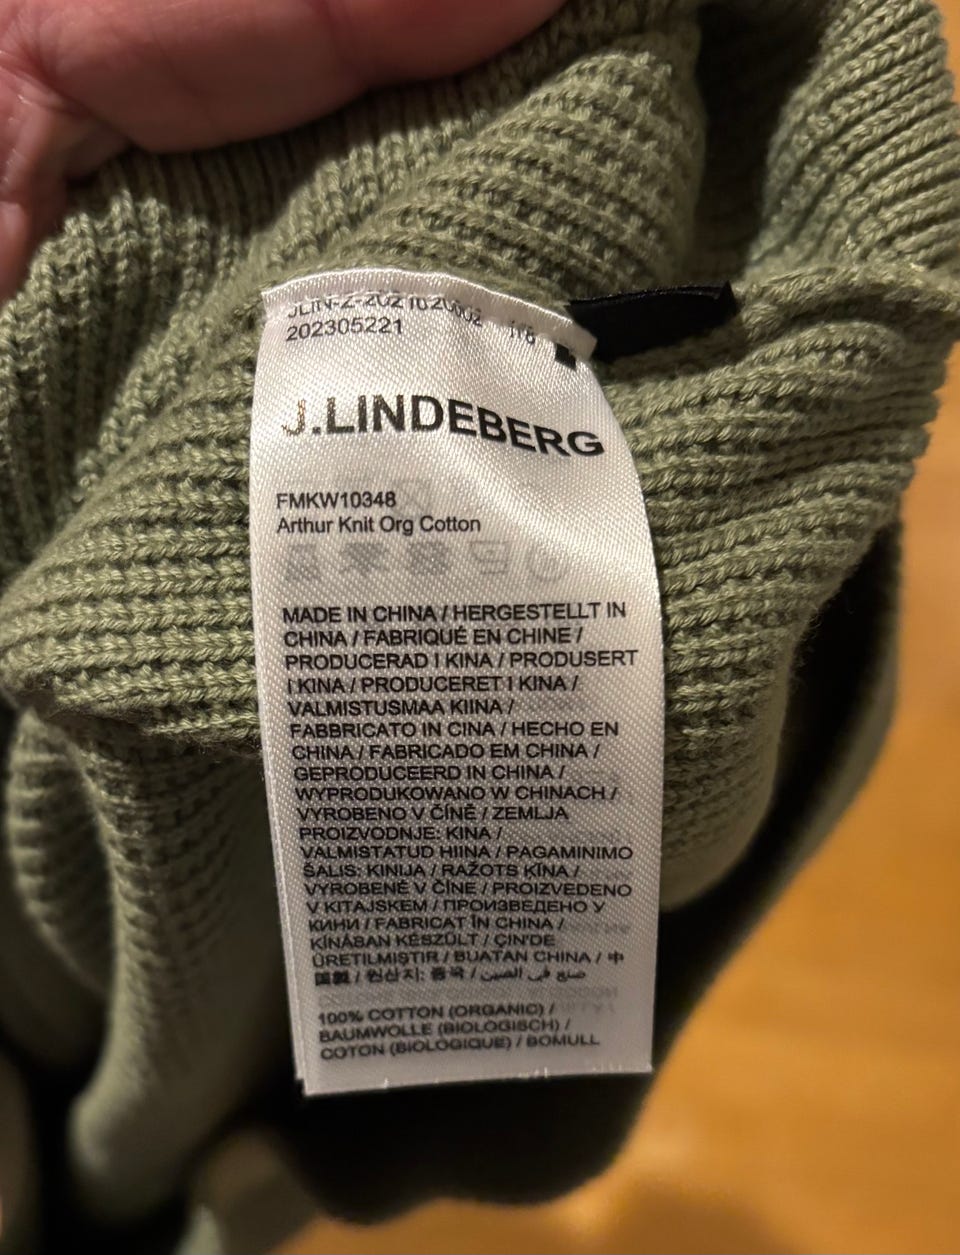 JLIN-Z-2021020002
202305221
J.LINDEBERG
FMKW10348
Arthur Knit Org Cotton
MADE IN CHINA / HERGESTELLT IN
CHINA / FABRIQUÉ EN CHINE /
PRODUCERAD I KINA / PRODUSERT
I KINA / PRODUCERET I KINA /
VALMISTUSMAA KIINA /
FABBRICATO IN CINA / HECHO EN
CHINA / FABRICADO EM CHINA /
GEPRODUCEERD IN CHINA /
WYPRODUKOWANO W CHINACH /
VYROBENO V ČÍNĚ / ZEMLJA
PROIZVODNJE: KINA /
VALMISTATUD HIINA / PAGAMINIMO
ŠALIS: KINIJA / RAŽOTS ĶĪNA /
VYROBENÉ V ČÍNE / PROIZVEDENO
V KITAJSKEM / ПРОИЗВЕДЕНО У
КИНИ / FABRICAT ÎN CHINA /
KÍNÁBAN KÉSZÜLT / ÇIN'DE
ÜRETILMIŞTIR / BUATAN CHINA / 中
国製 / 원산지: 중국 / صنع في الصين
100% COTTON (ORGANIC) /
BAUMWOLLE (BIOLOGISCH) /
COTON (BIOLOGIQUE) / BOMULL